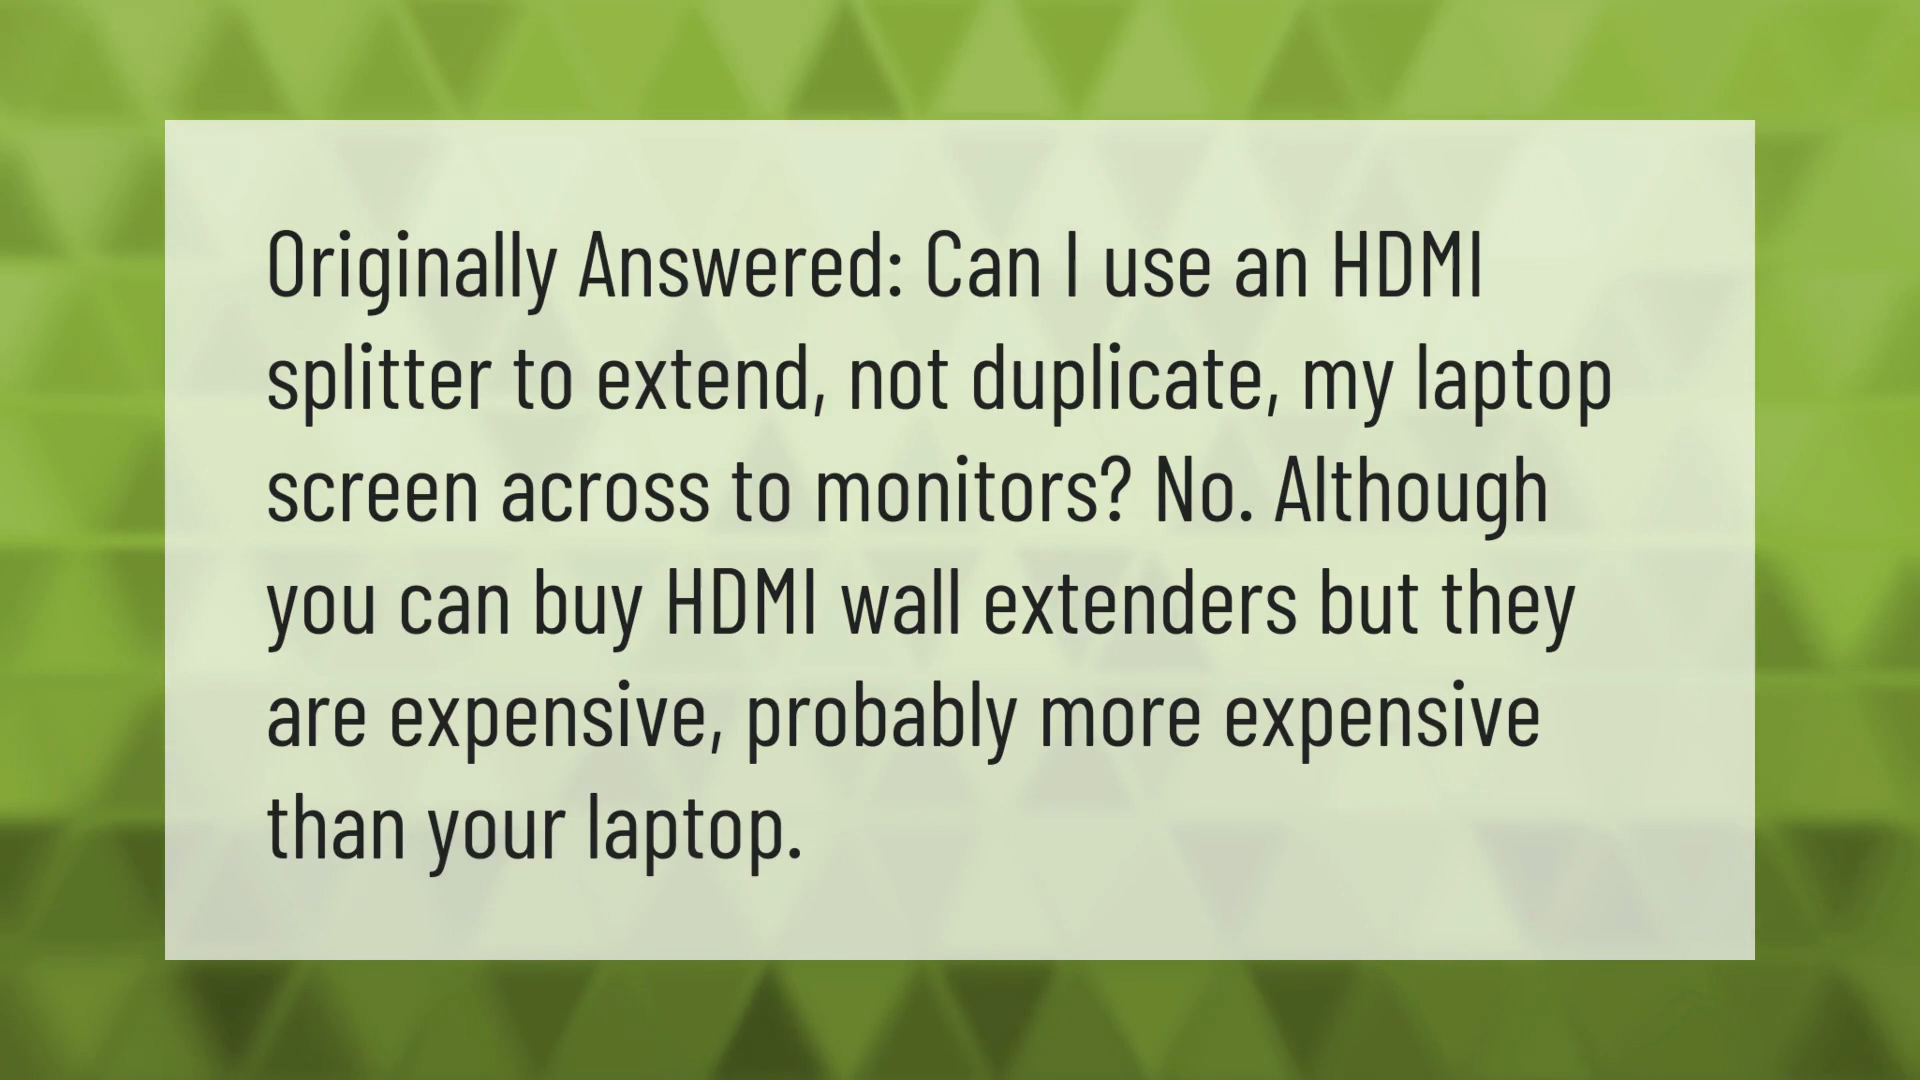 Originally Answered: Can I use an HDMI
splitter to extend, not duplicate, my laptop
screen across to monitors? No. Although
you can buy HDMI wall extenders but they
are expensive, probably more expensive
than your laptop.